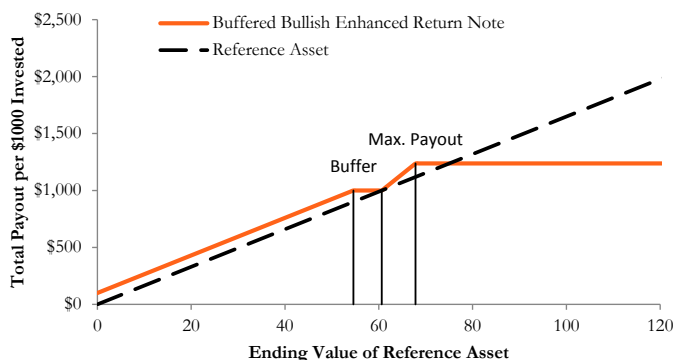 Buffered Bullish Enhanced Return Note
Reference Asset
Total Payout per $1000 Invested
$2,500
$2,000
$1,500
$1,000
$500
$0
Max. Payout
Buffer
0
20
40
60
80
100
120
Ending Value of Reference Asset